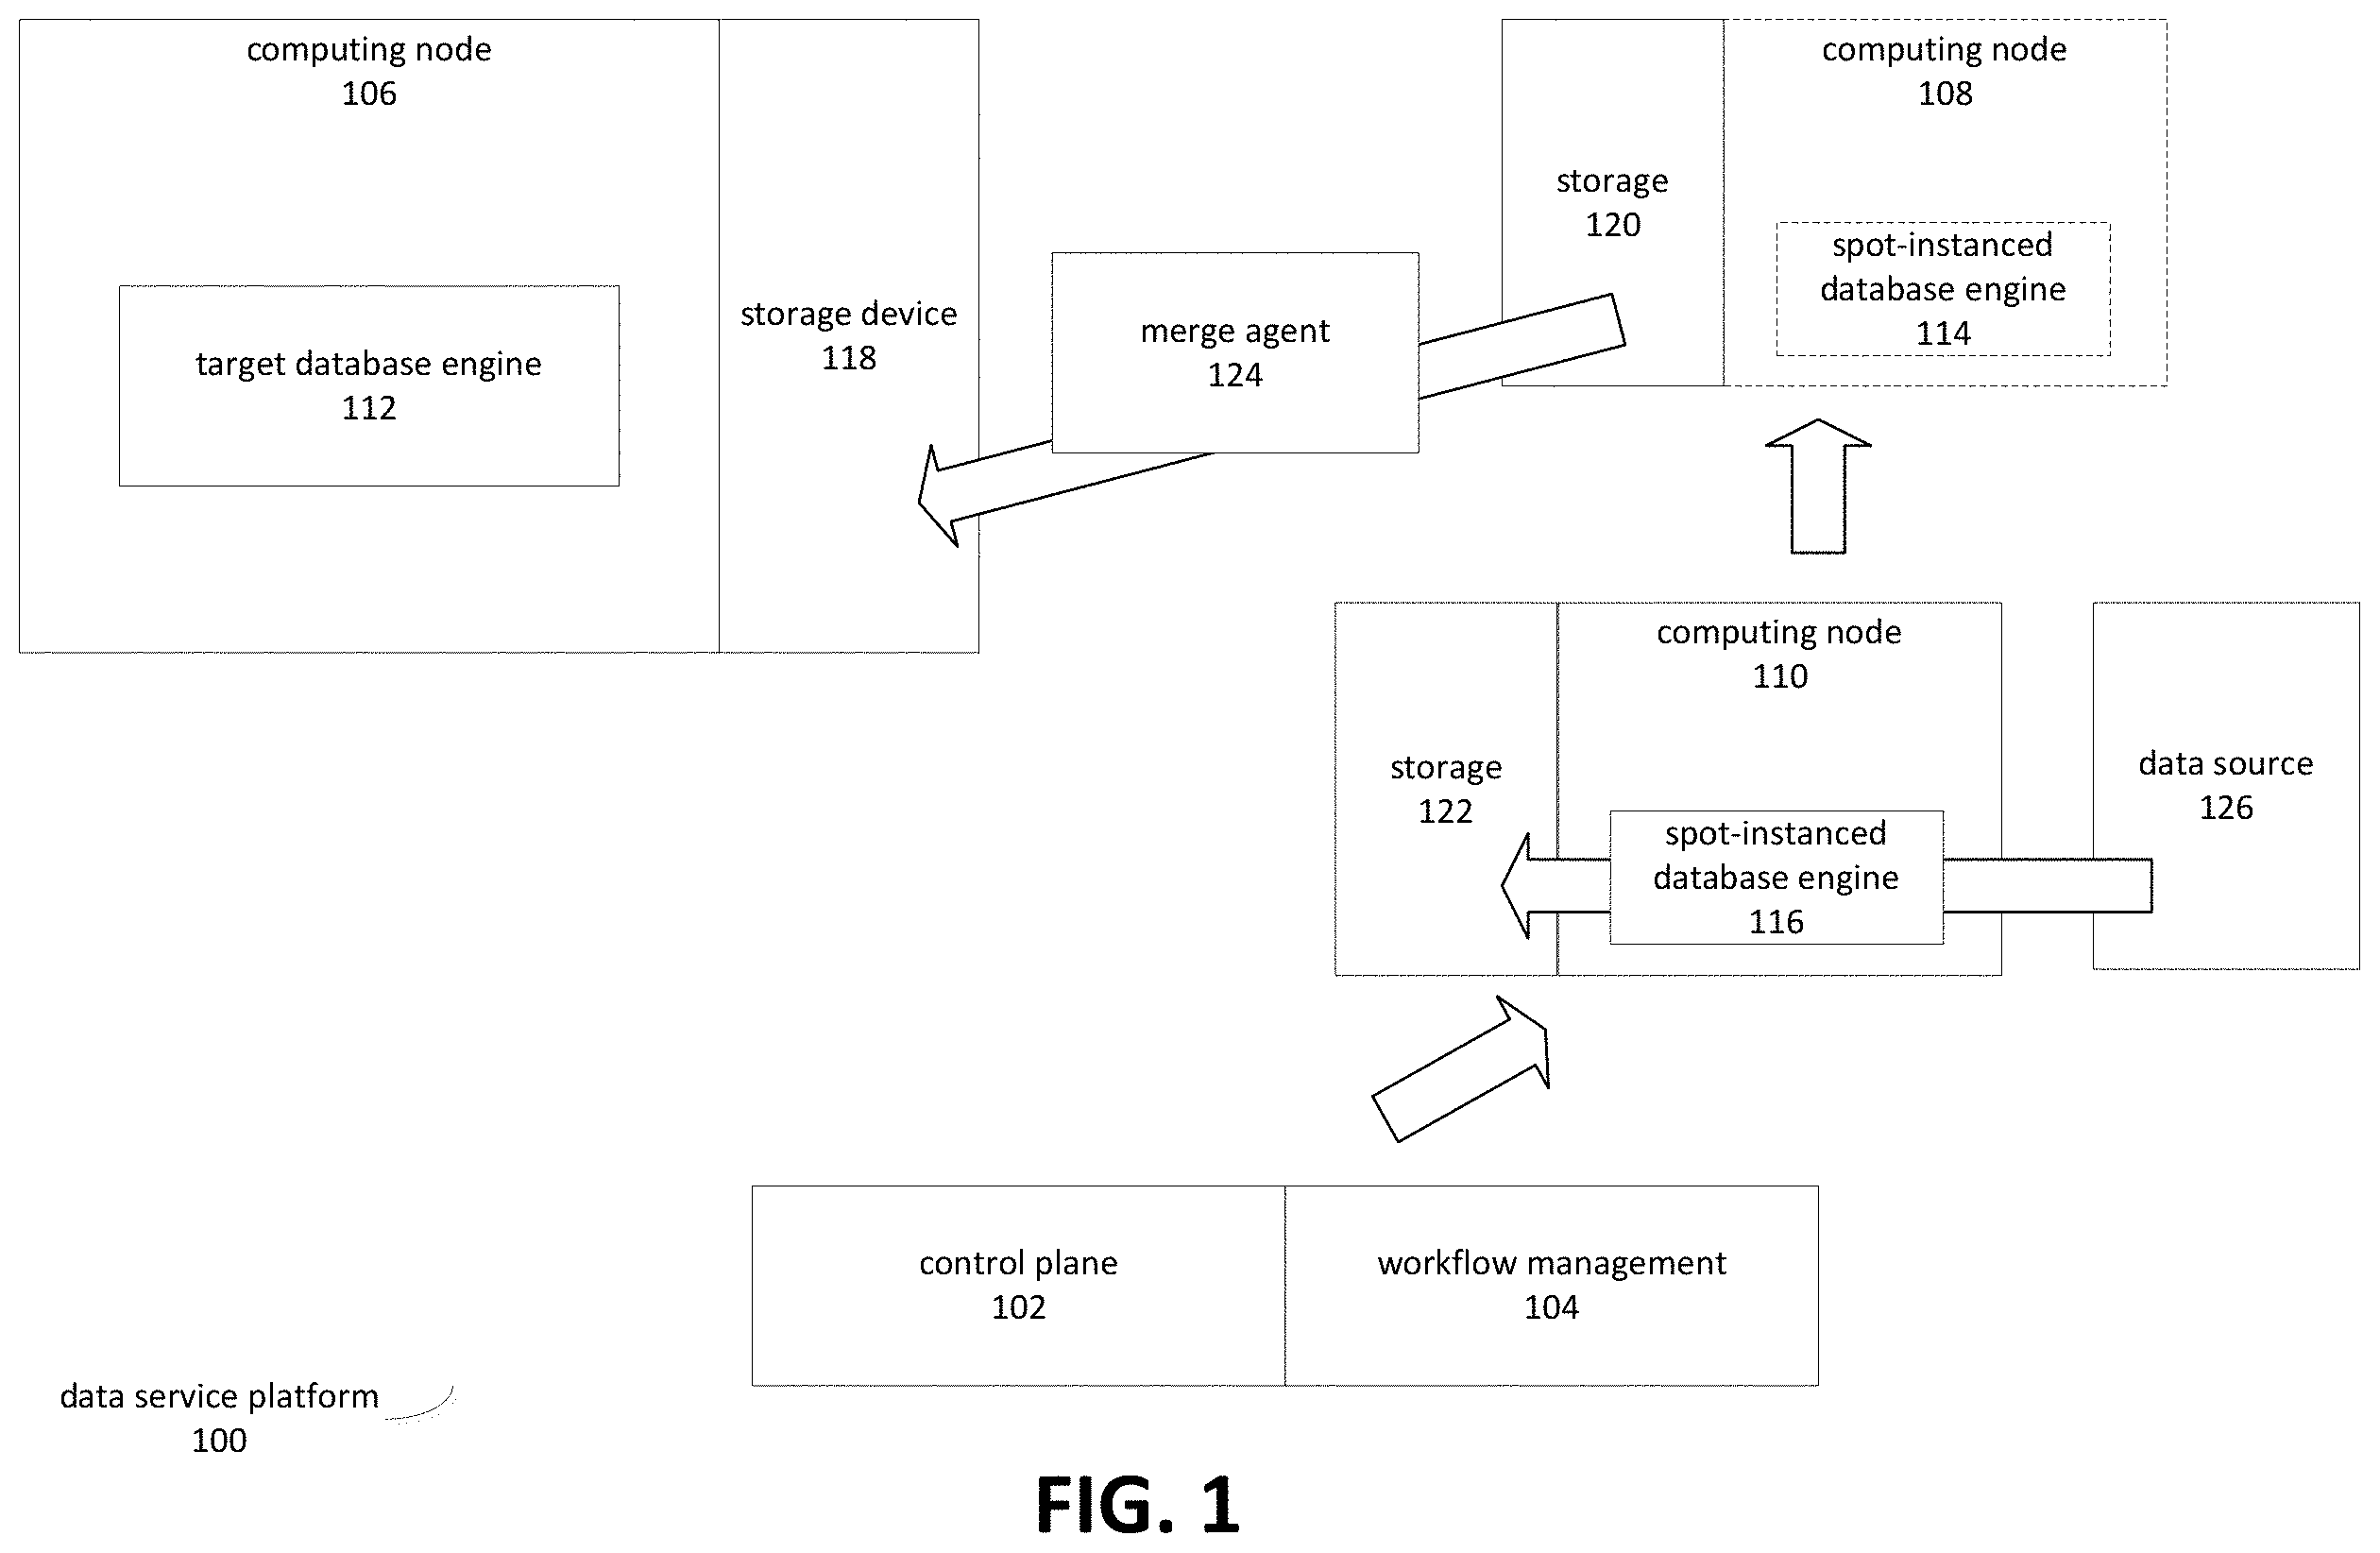 computing node
106
target database engine
112
storage device
118
merge agent
124
storage
120
computing node
108
spot-instanced
database engine
114
storage
122
computing node
110
spot-instanced
database engine
116
data source
126
control plane
102
workflow management
104
data service platform
100
FIG. 1